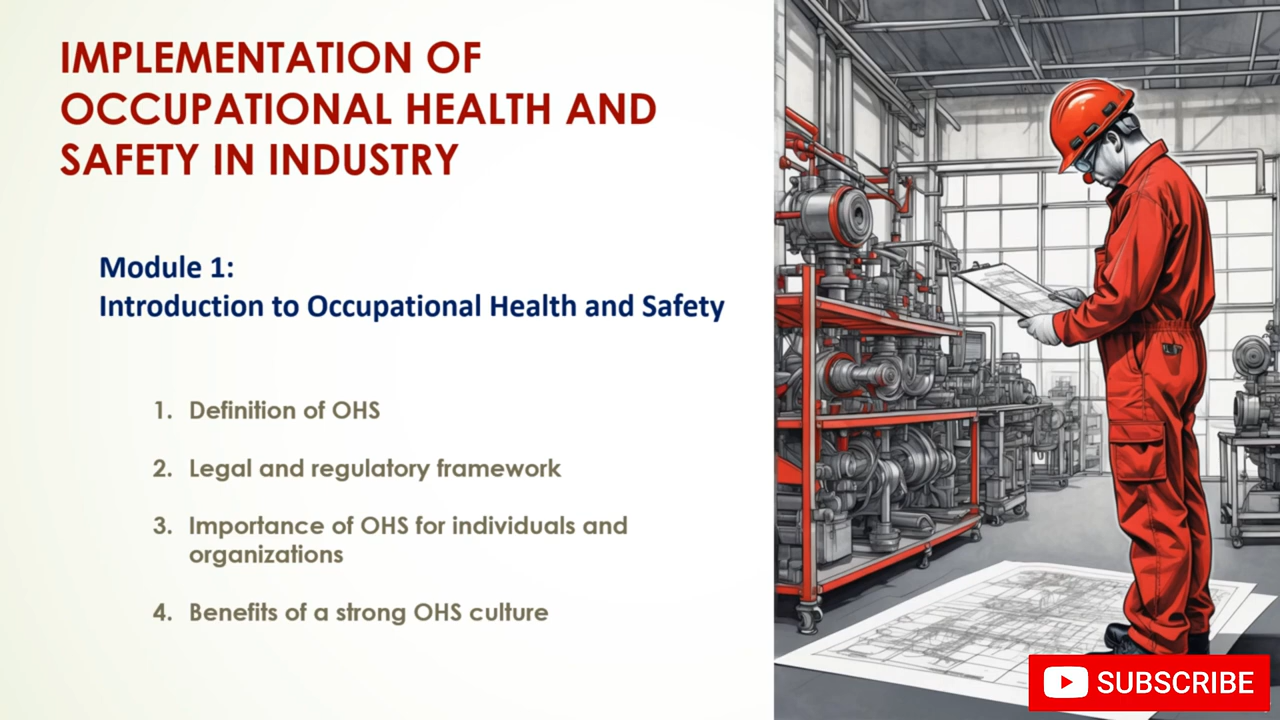 IMPLEMENTATION OF
OCCUPATIONAL HEALTH AND
SAFETY IN INDUSTRY
Module 1:
Introduction to Occupational Health and Safety
1. Definition of OHS
2. Legal and regulatory framework
3. Importance of OHS for individuals and
organizations
4. Benefits of a strong OHS culture
SUBSCRIBE